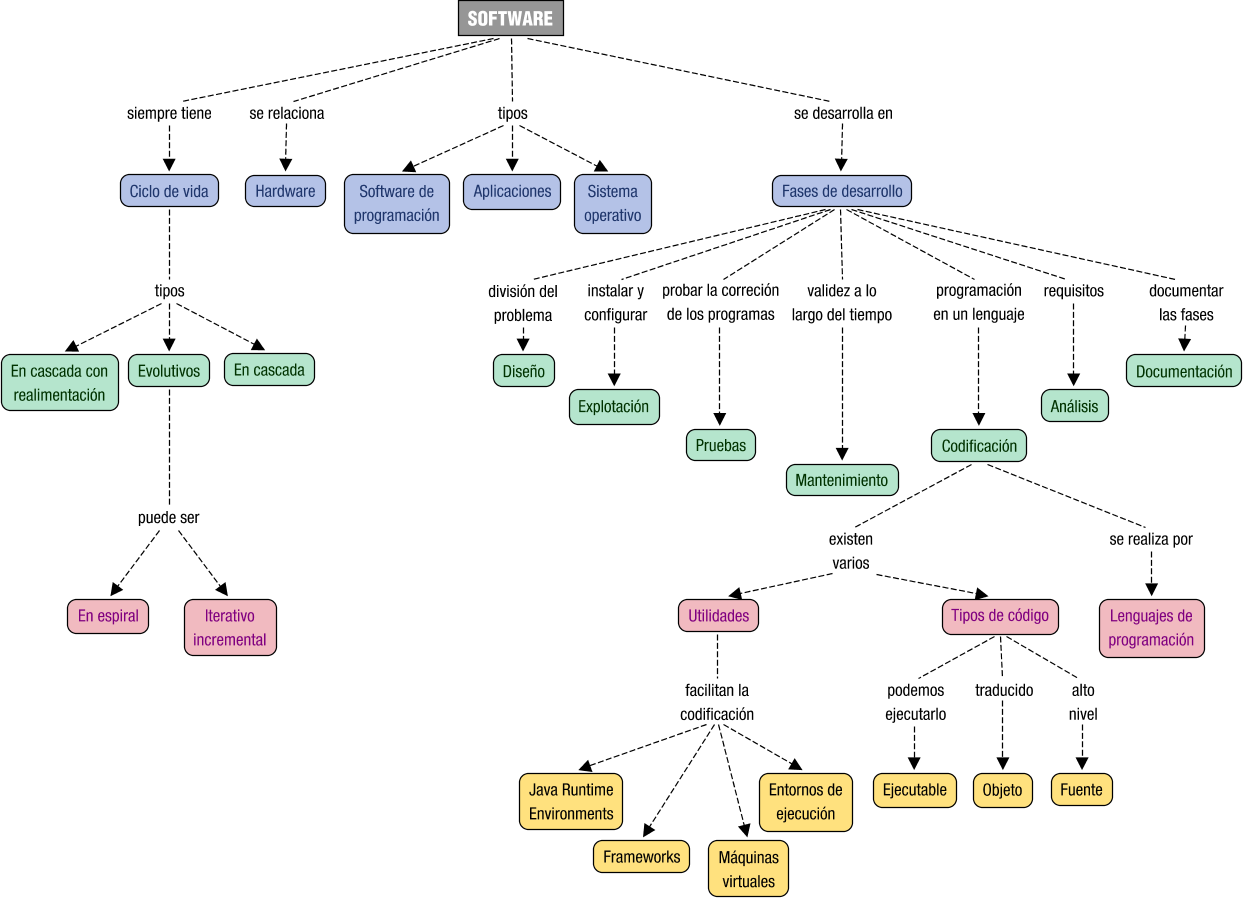 SOFTWARE
siempre tiene
se relaciona
tipos
se desarrolla en
Ciclo de vida
Hardware
Software de
programación
Aplicaciones
Sistema
operativo
Fases de desarrollo
tipos
división del
problema
instalar y
configurar
probar la correción
de los programas
validez a lo
largo del tiempo
programación
en un lenguaje
requisitos
documentar
las fases
En cascada con
realimentación
Evolutivos
En cascada
Diseño
Explotación
Pruebas
Mantenimiento
Codificación
Análisis
Documentación
puede ser
existen
varios
se realiza por
En espiral
Iterativo
incremental
Utilidades
Tipos de código
Lenguajes de
programación
facilitan la
codificación
podemos
ejecutarlo
traducido
alto
nivel
Java Runtime
Environments
Frameworks
Máquinas
virtuales
Entornos de
ejecución
Ejecutable
Objeto
Fuente